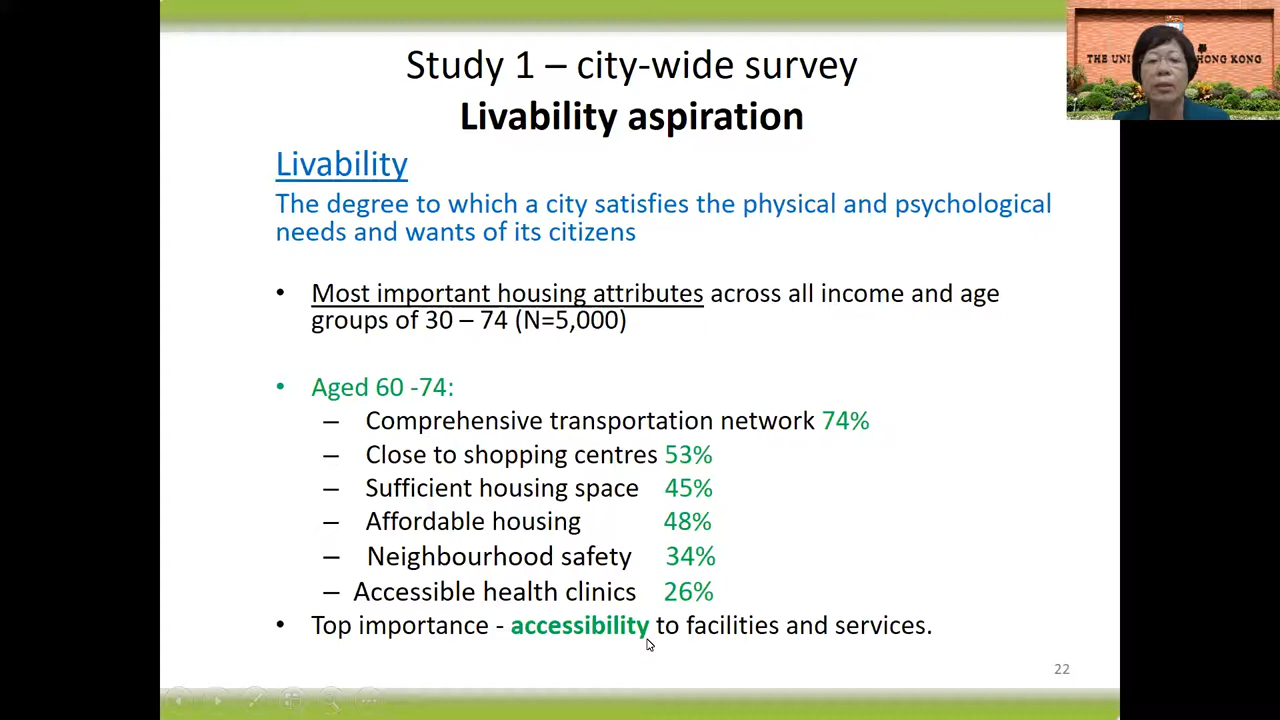 Study 1 – city-wide survey
Livability aspiration
THE UNI HONG KONG
Livability
The degree to which a city satisfies the physical and psychological
needs and wants of its citizens
• Most important housing attributes across all income and age
groups of 30 – 74 (N=5,000)
• Aged 60 -74:
– Comprehensive transportation network 74%
– Close to shopping centres 53%
– Sufficient housing space 45%
– Affordable housing 48%
– Neighbourhood safety 34%
– Accessible health clinics 26%
• Top importance - accessibility to facilities and services.
22